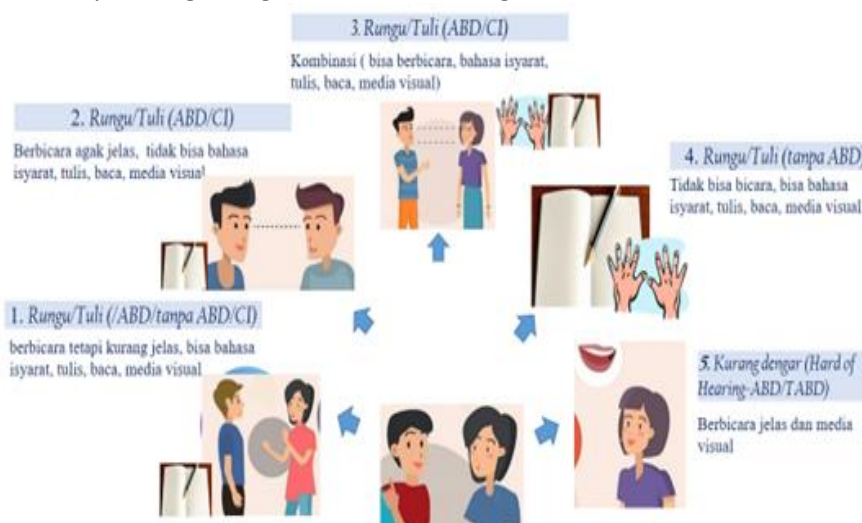 3. Rungu/Tuli (ABD/CI)
Kombinasi ( bisa berbicara, bahasa isyarat,
tulis, baca, media visual)
2. Rungu/Tuli (ABD/CI)
Berbicara agak jelas, tidak bisa bahasa
isyarat, tulis, baca, media visual
4. Rungu/Tuli (tanpa ABD)
Tidak bisa bicara, bisa bahasa
isyarat, tulis, baca, media visual
1. Rungu/Tuli (/ABD/tanpa ABD/CI)
berbicara tetapi kurang jelas, bisa bahasa
isyarat, tulis, baca, media visual
5. Kurang dengar (Hard of
Hearing-ABD/TABD)
Berbicara jelas dan media
visual